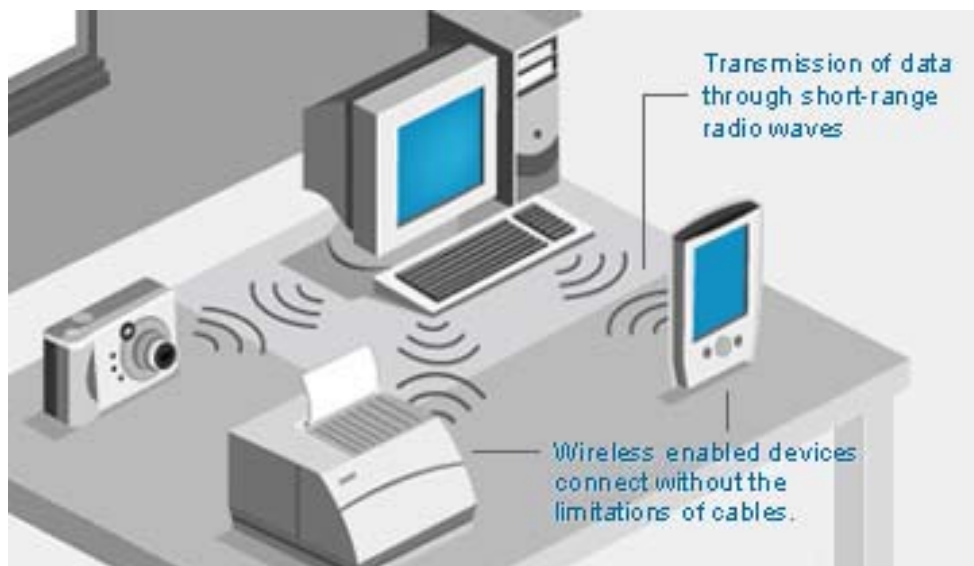 Transmission of data
through short-range
radio waves
Wireless enabled devices
connect without the
limitations of cables.